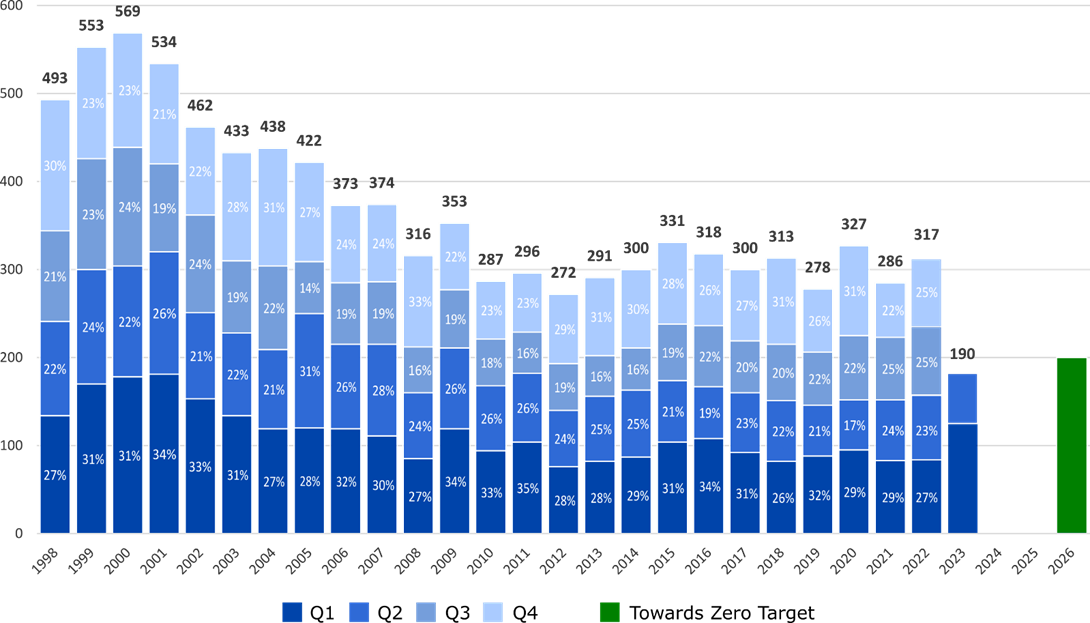 600
500
400
300
200
100
0
493 553 569 534 462 433 438 422 373 374 316 353 287 296 272 291 300 331 318 300 313 278 327 286 317 190
30% 23% 23% 21% 22% 28% 31% 27% 24% 24% 33% 22% 23% 23% 29% 31% 30% 28% 26% 27% 31% 26% 31% 22% 25%
21% 23% 24% 19% 24% 19% 22% 14% 19% 19% 16% 19% 18% 16% 19% 16% 16% 19% 22% 20% 20% 22% 22% 25% 25%
22% 24% 22% 26% 21% 22% 21% 31% 26% 28% 24% 26% 26% 26% 24% 25% 25% 21% 19% 23% 22% 21% 17% 24% 23%
27% 31% 31% 34% 33% 31% 27% 28% 32% 30% 27% 34% 33% 35% 28% 28% 29% 31% 34% 31% 26% 32% 29% 29% 27%
1998 1999 2000 2001 2002 2003 2004 2005 2006 2007 2008 2009 2010 2011 2012 2013 2014 2015 2016 2017 2018 2019 2020 2021 2022 2023 2024 2025 2026
Q1 Q2 Q3 Q4 Towards Zero Target